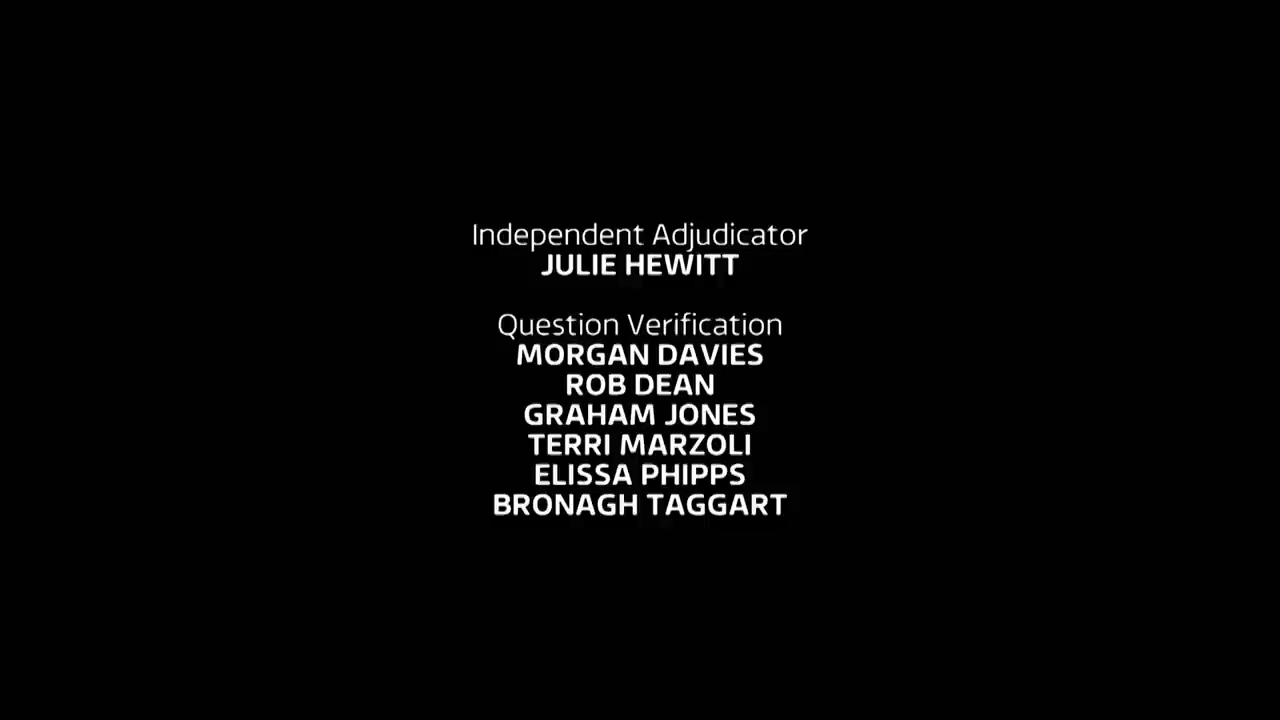 Independent Adjudicator
JULIE HEWITT
Question Verification
MORGAN DAVIES
ROB DEAN
GRAHAM JONES
TERRI MARZOLI
ELISSA PHIPPS
BRONAGH TAGGART